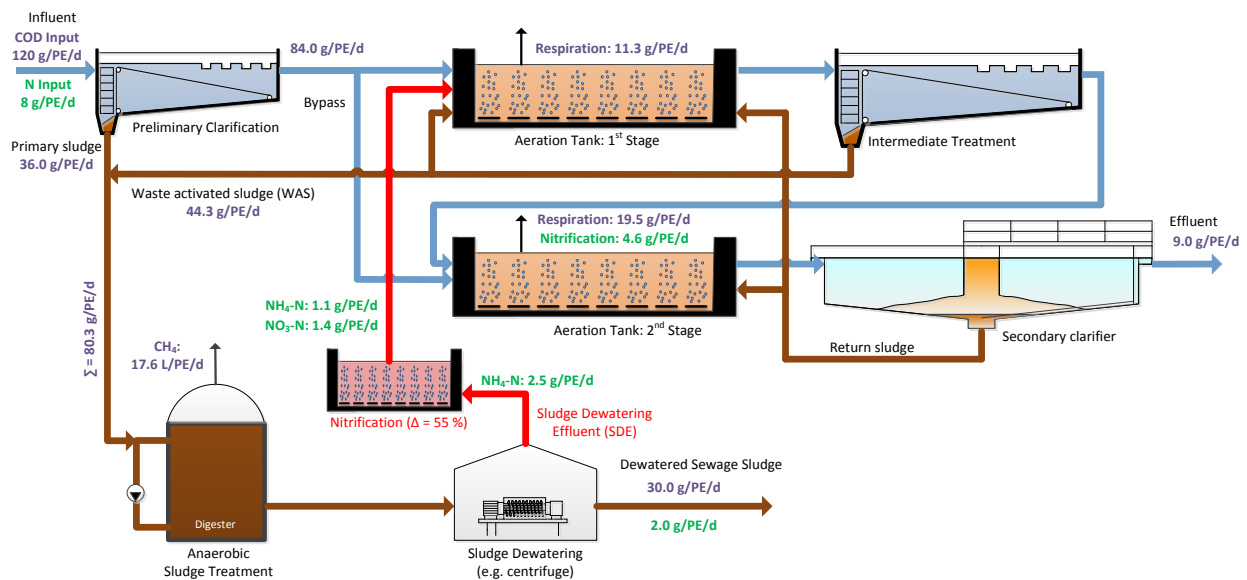 Influent
COD Input
120 g/PE/d
N Input
8 g/PE/d
84.0 g/PE/d
Bypass
Preliminary Clarification
Primary sludge
36.0 g/PE/d
Respiration: 11.3 g/PE/d
Aeration Tank: 1st Stage
Intermediate Treatment
Waste activated sludge (WAS)
44.3 g/PE/d
Respiration: 19.5 g/PE/d
Nitrification: 4.6 g/PE/d
Aeration Tank: 2nd Stage
Effluent
9.0 g/PE/d
Secondary clarifier
Return sludge
∑ = 80.3 g/PE/d
NH₄-N: 1.1 g/PE/d
NO₃-N: 1.4 g/PE/d
CH₄:
17.6 L/PE/d
NH₄-N: 2.5 g/PE/d
Nitrification (Δ = 55 %)
Sludge Dewatering
Effluent (SDE)
Dewatered Sewage Sludge
30.0 g/PE/d
2.0 g/PE/d
Digester
Anaerobic
Sludge Treatment
Sludge Dewatering
(e.g. centrifuge)